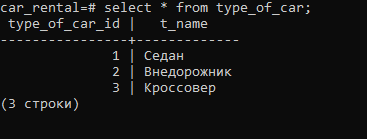 car_rental=# select * from type_of_car;
 type_of_car_id |   t_name
----------------+-------------
              1 | Седан
              2 | Внедорожник
              3 | Кроссовер
(3 строки)